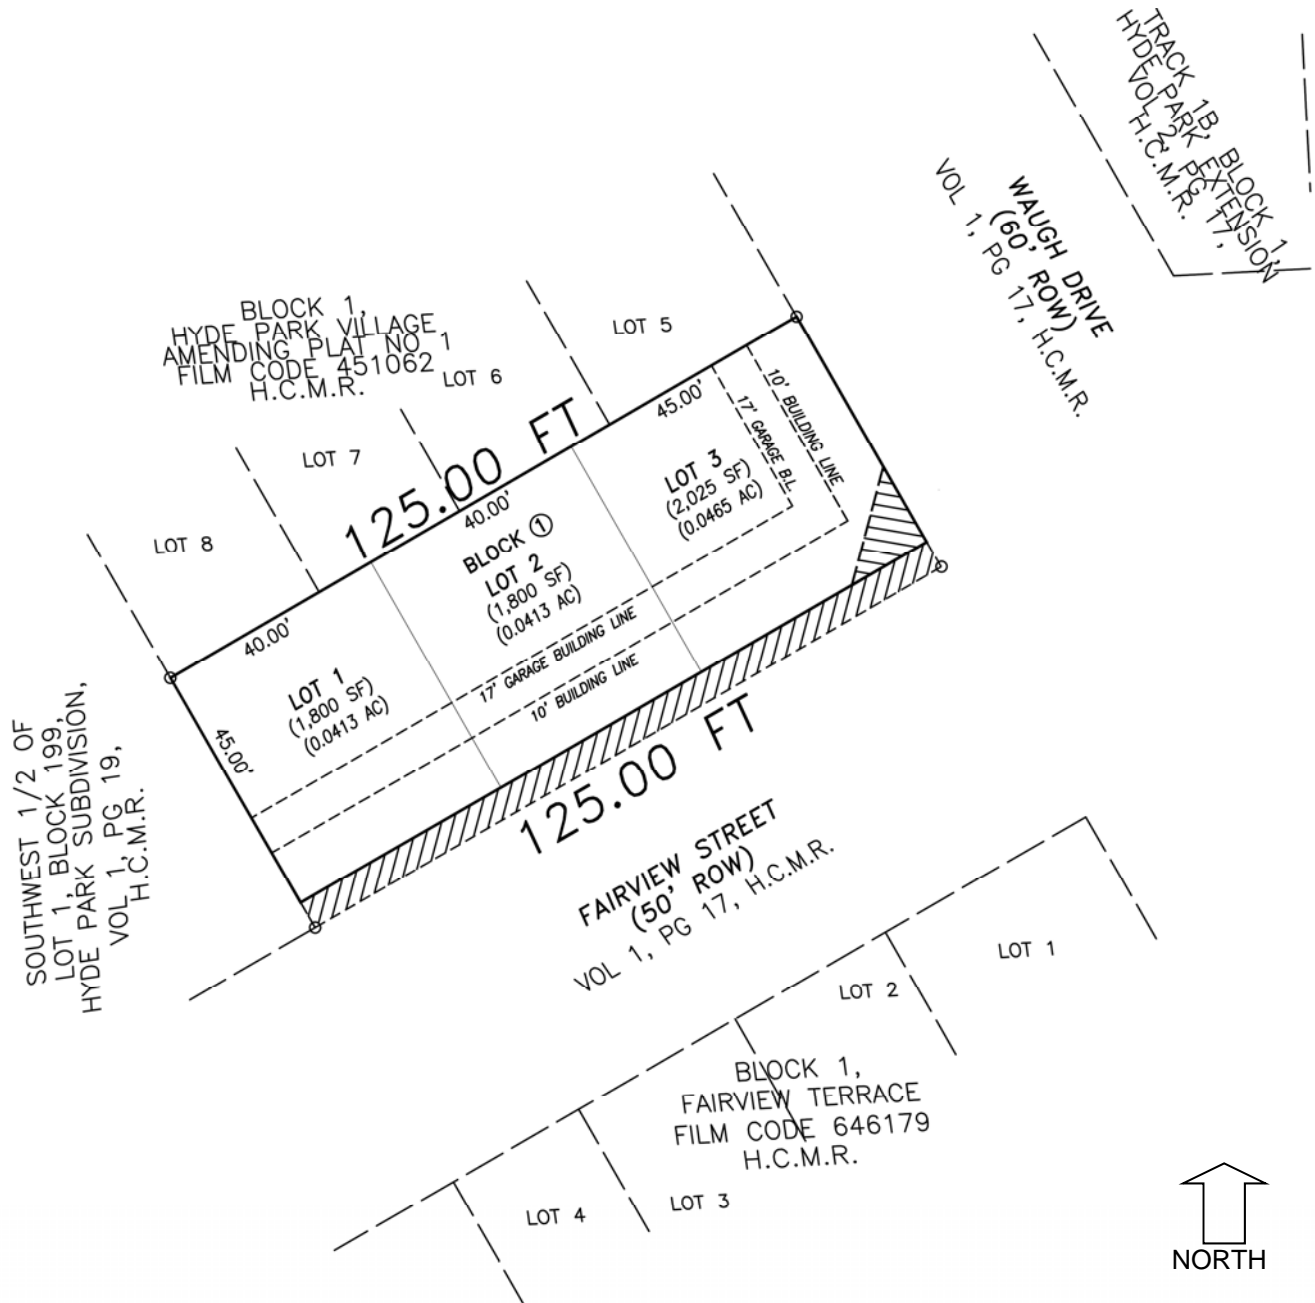 TRACK 1B, BLOCK 1,
HYDE PARK EXTENSION
VOL 2, PG 17,
H.C.M.R.
WAUGH DRIVE
(60' ROW)
VOL 1, PG 17, H.C.M.R.
BLOCK 1,
HYDE PARK VILLAGE
AMENDING PLAT NO 1
FILM CODE 451062
H.C.M.R.
LOT 5
LOT 6
LOT 7
LOT 8
125.00 FT
45.00'
40.00'
40.00'
45.00'
10' BUILDING LINE
17' GARAGE B.L.
LOT 3
(2,025 SF)
(0.0465 AC)
BLOCK 1
LOT 2
(1,800 SF)
(0.0413 AC)
LOT 1
(1,800 SF)
(0.0413 AC)
17' GARAGE BUILDING LINE
10' BUILDING LINE
125.00 FT
SOUTHWEST 1/2 OF
LOT 1, BLOCK 199,
HYDE PARK SUBDIVISION,
VOL 1, PG 19,
H.C.M.R.
FAIRVIEW STREET
(50' ROW)
VOL 1, PG 17, H.C.M.R.
LOT 1
LOT 2
BLOCK 1,
FAIRVIEW TERRACE
FILM CODE 646179
H.C.M.R.
LOT 3
LOT 4
NORTH